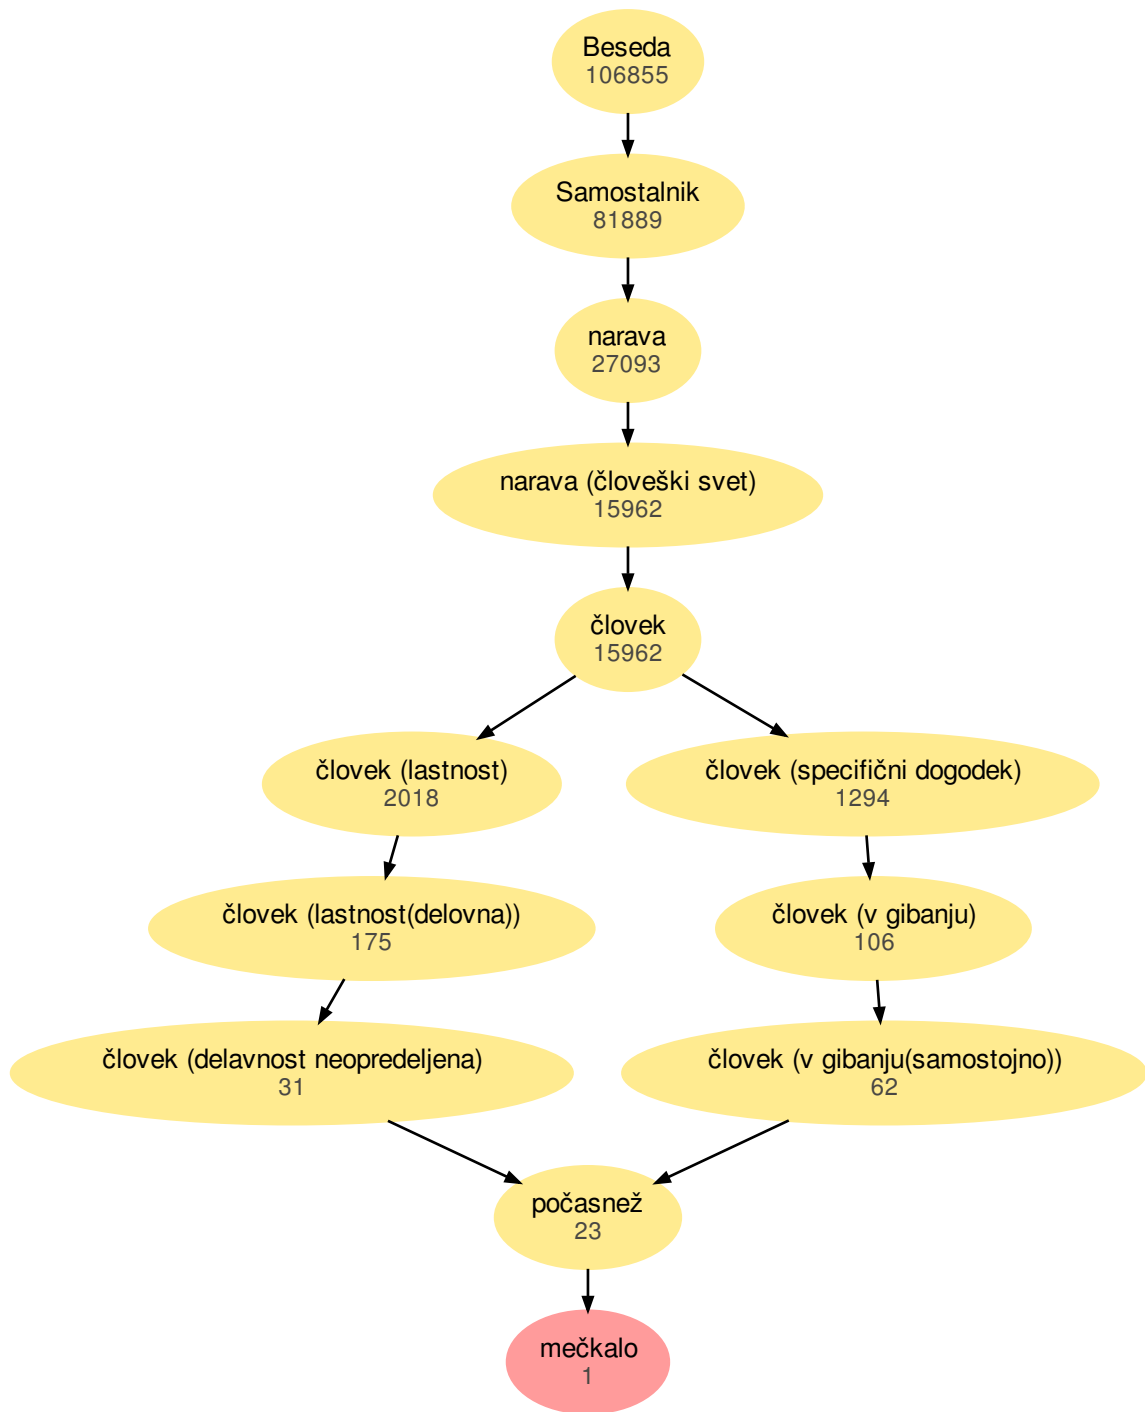 Beseda
106855
Samostalnik
81889
narava
27093
narava (človeški svet)
15962
človek
15962
človek (lastnost)
2018
človek (specifični dogodek)
1294
človek (lastnost(delovna))
175
človek (v gibanju)
106
človek (delavnost neopredeljena)
31
človek (v gibanju(samostojno))
62
počasnež
23
mečkalo
1